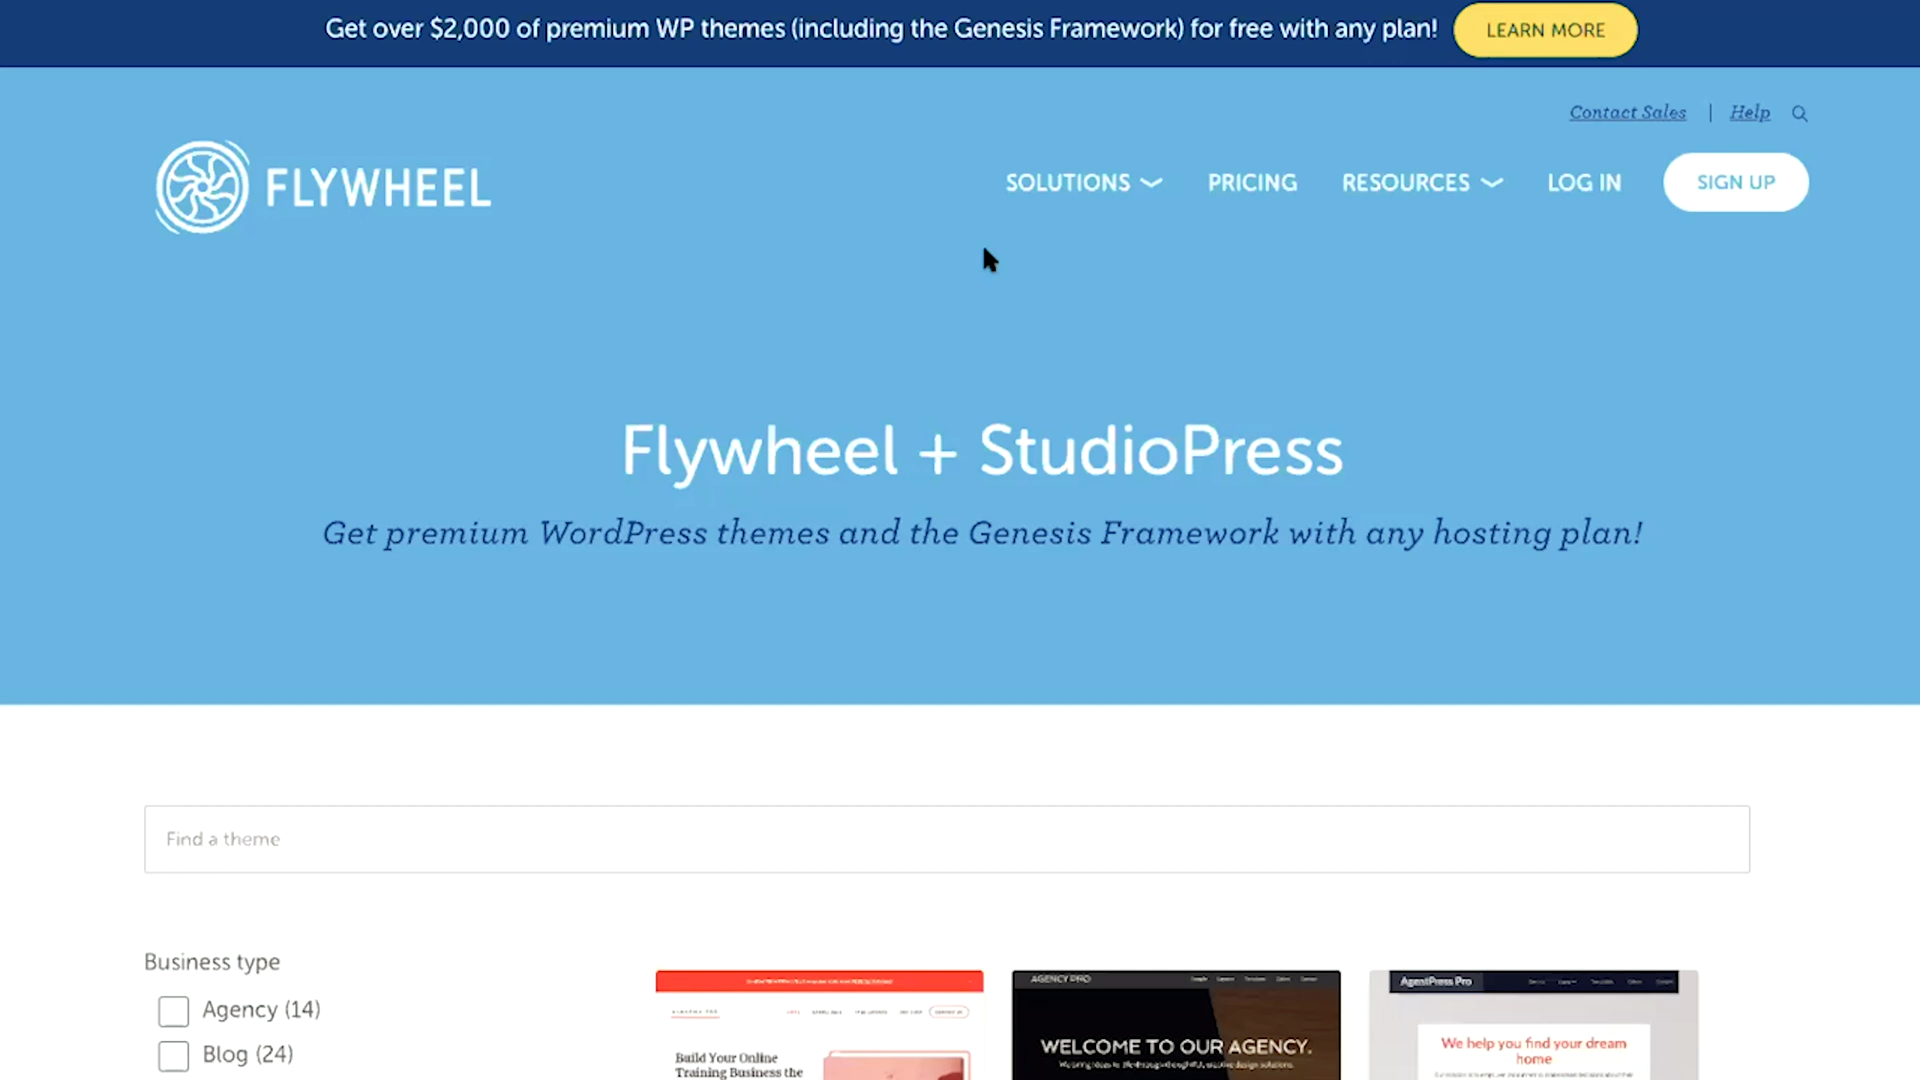 Get over $2,000 of premium WP themes (including the Genesis Framework) for free with any plan! LEARN MORE
Contact Sales | Help
FLYWHEEL
SOLUTIONS PRICING RESOURCES LOG IN SIGN UP
Flywheel + StudioPress
Get premium WordPress themes and the Genesis Framework with any hosting plan!
Find a theme
Business type
Agency (14)
Blog (24)
Build Your Online
Training Business the
AGENCY PRO
WELCOME TO OUR AGENCY.
AgentPress Pro
We help you find your dream
home